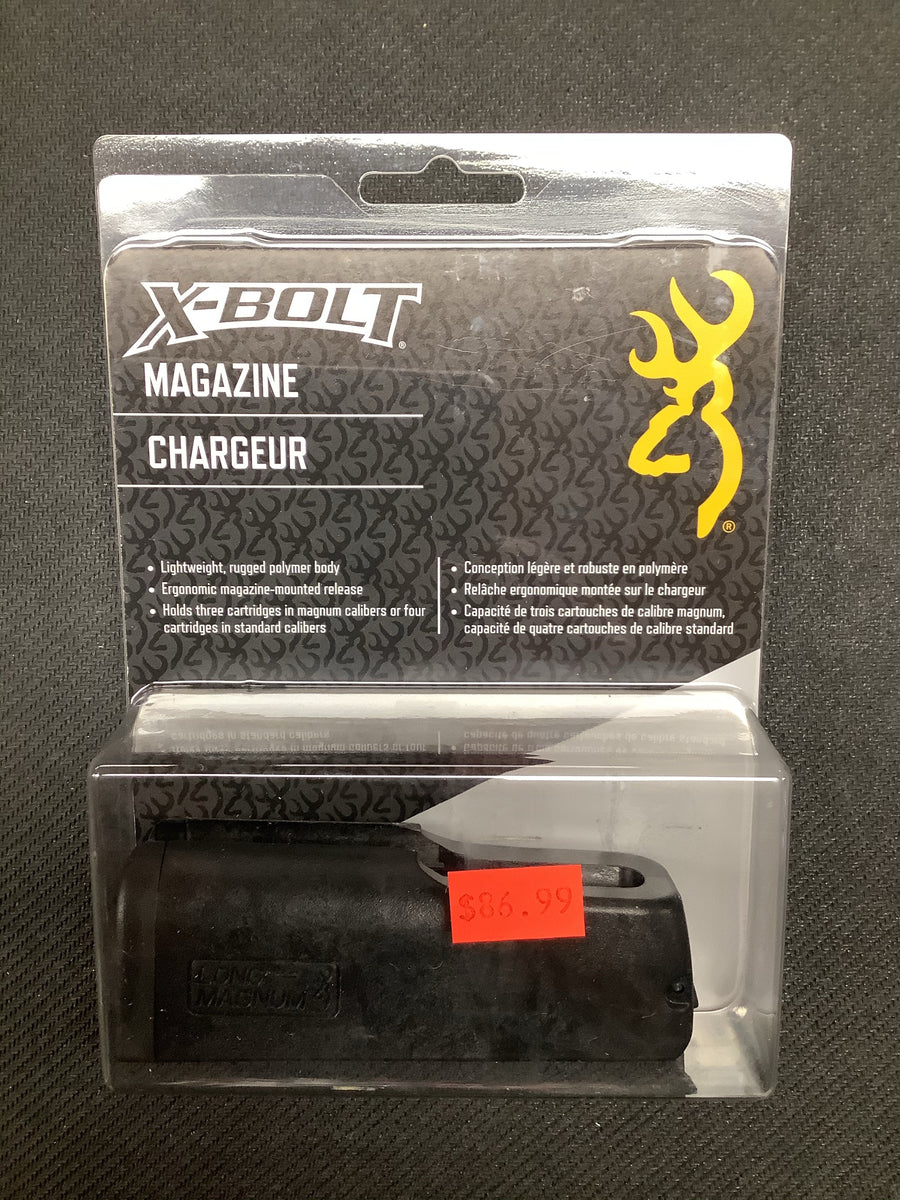 X-BOLT®
MAGAZINE
CHARGEUR
®
• Lightweight, rugged polymer body
• Ergonomic magazine-mounted release
• Holds three cartridges in magnum calibers or four
cartridges in standard calibers
• Conception légère et robuste en polymère
• Relâche ergonomique montée sur le chargeur
• Capacité de trois cartouches de calibre magnum,
capacité de quatre cartouches de calibre standard
$86.99
LONG
MAGNUM